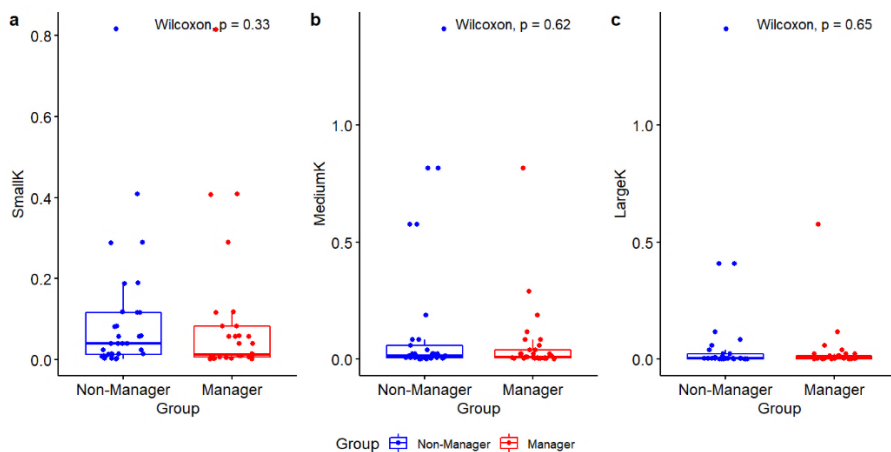 a
Wilcoxon, p = 0.33
SmallK
0.8
0.6
0.4
0.2
0.0
Non-Manager
Manager
Group
b
Wilcoxon, p = 0.62
MediumK
1.0
0.5
0.0
Non-Manager
Manager
Group
c
Wilcoxon, p = 0.65
LargeK
1.0
0.5
0.0
Non-Manager
Manager
Group
Group Non-Manager Manager